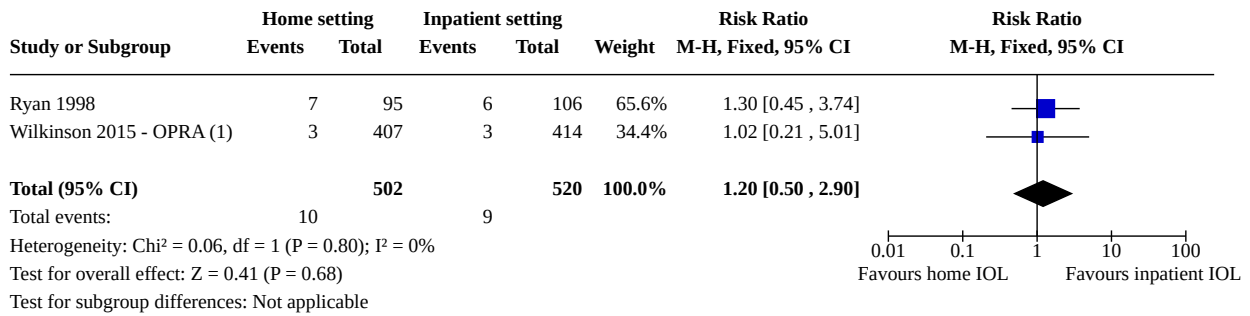 Home setting Inpatient setting Risk Ratio Risk Ratio
Study or Subgroup Events Total Events Total Weight M-H, Fixed, 95% CI M-H, Fixed, 95% CI
Ryan 1998 7 95 6 106 65.6% 1.30 [0.45 , 3.74]
Wilkinson 2015 - OPRA (1) 3 407 3 414 34.4% 1.02 [0.21 , 5.01]
Total (95% CI) 502 520 100.0% 1.20 [0.50 , 2.90]
Total events: 10 9
Heterogeneity: Chi² = 0.06, df = 1 (P = 0.80); I² = 0%
0.01 0.1 1 10 100
Test for overall effect: Z = 0.41 (P = 0.68) Favours home IOL Favours inpatient IOL
Test for subgroup differences: Not applicable